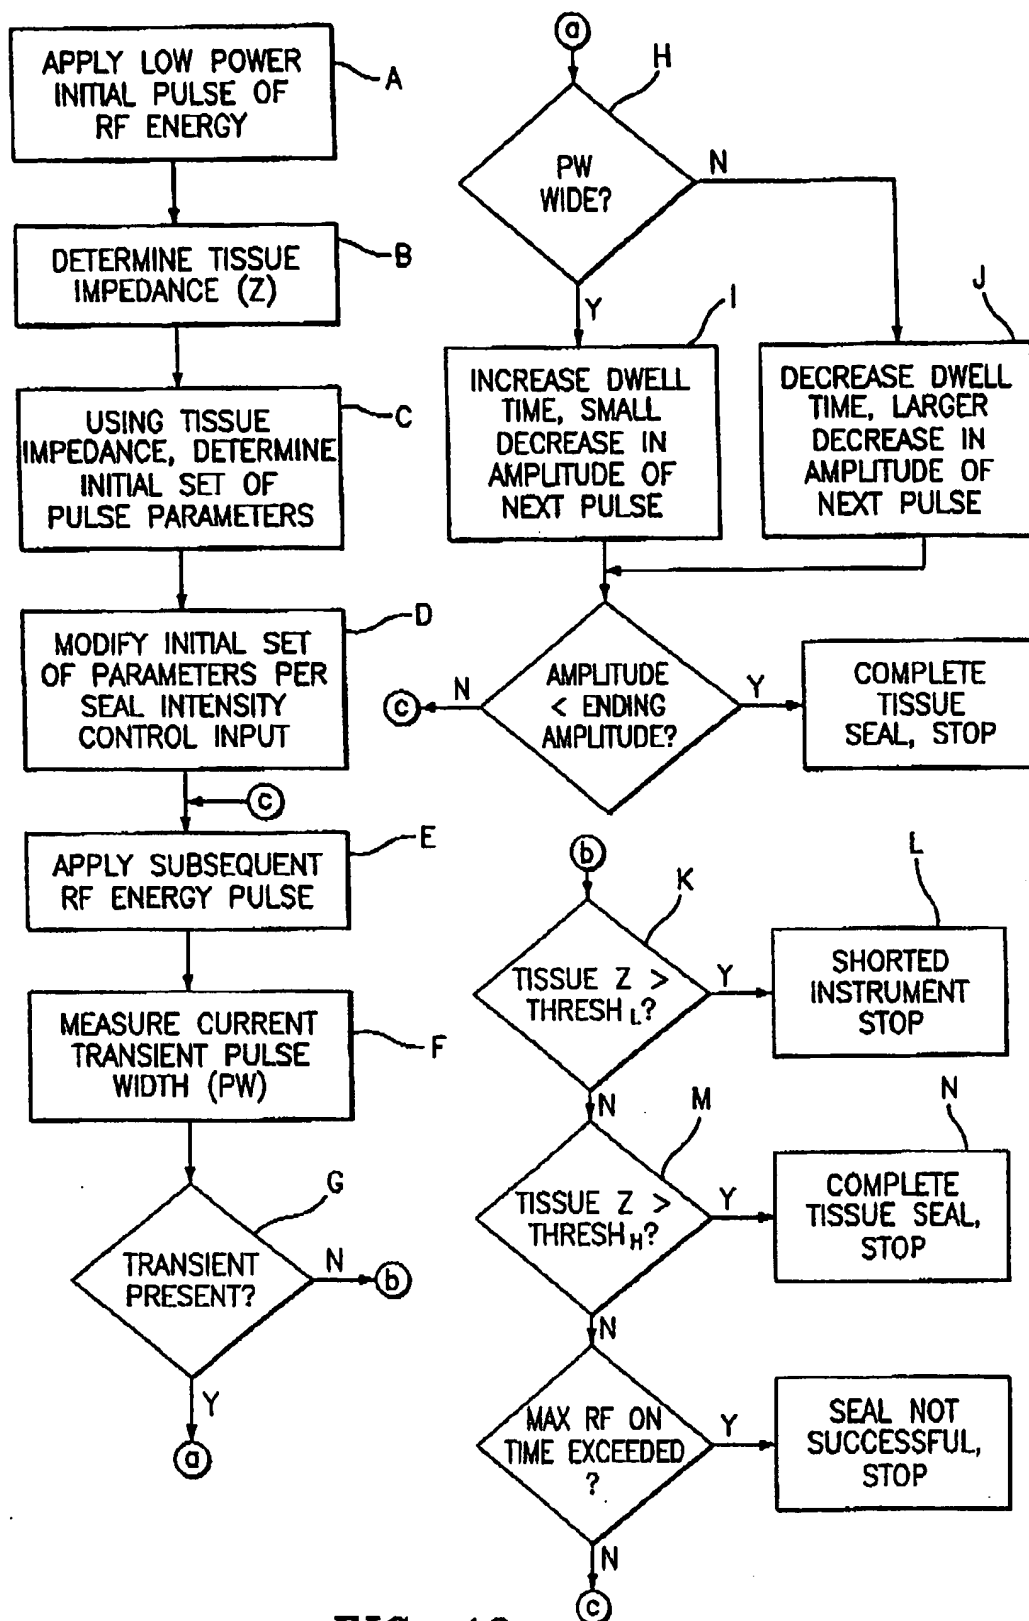 APPLY LOW POWER
INITIAL PULSE OF
RF ENERGY
A
DETERMINE TISSUE
IMPEDANCE (Z)
B
USING TISSUE
IMPEDANCE, DETERMINE
INITIAL SET OF
PULSE PARAMETERS
C
MODIFY INITIAL SET
OF PARAMETERS PER
SEAL INTENSITY
CONTROL INPUT
D
c
APPLY SUBSEQUENT
RF ENERGY PULSE
E
MEASURE CURRENT
TRANSIENT PULSE
WIDTH (PW)
F
TRANSIENT
PRESENT?
G
N
b
Y
a
a
H
PW
WIDE?
N
Y
I
INCREASE DWELL
TIME, SMALL
DECREASE IN
AMPLITUDE OF
NEXT PULSE
J
DECREASE DWELL
TIME, LARGER
DECREASE IN
AMPLITUDE OF
NEXT PULSE
AMPLITUDE
< ENDING
AMPLITUDE?
N
c
Y
COMPLETE
TISSUE
SEAL, STOP
b
K
TISSUE Z >
THRESH L?
Y
L
SHORTED
INSTRUMENT
STOP
N
M
TISSUE Z >
THRESH H?
Y
N
COMPLETE
TISSUE SEAL,
STOP
N
MAX RF ON
TIME EXCEEDED
?
Y
SEAL NOT
SUCCESSFUL,
STOP
N
c